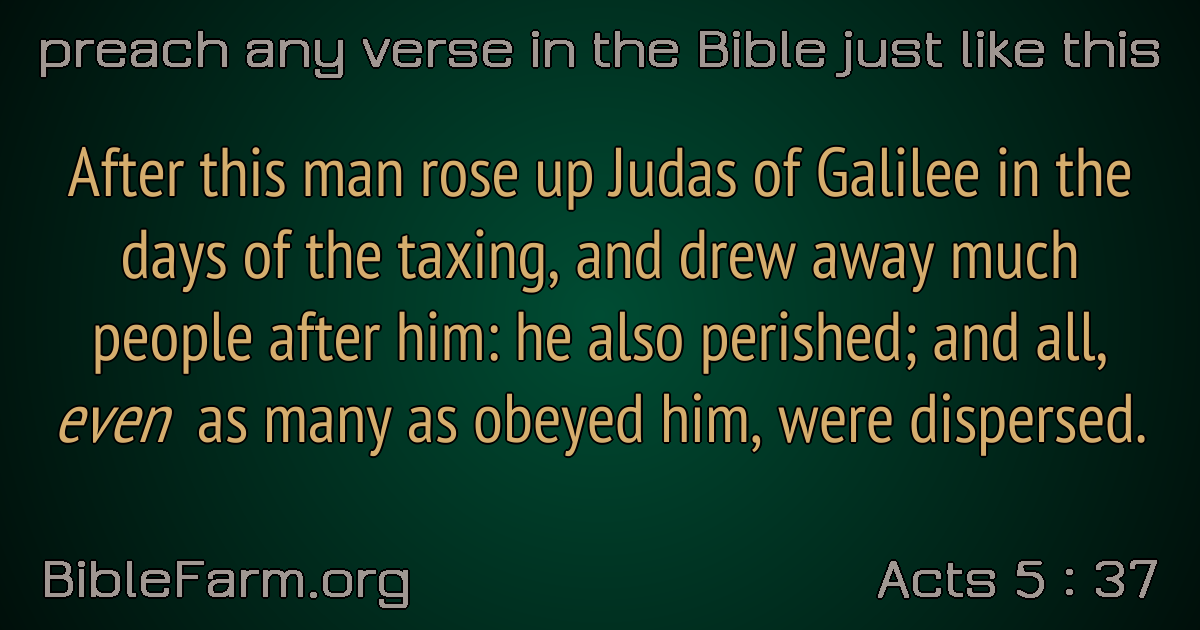 preach any verse in the Bible just like this
After this man rose up Judas of Galilee in the
days of the taxing, and drew away much
people after him: he also perished; and all,
even as many as obeyed him, were dispersed.
BibleFarm.org
Acts 5 : 37